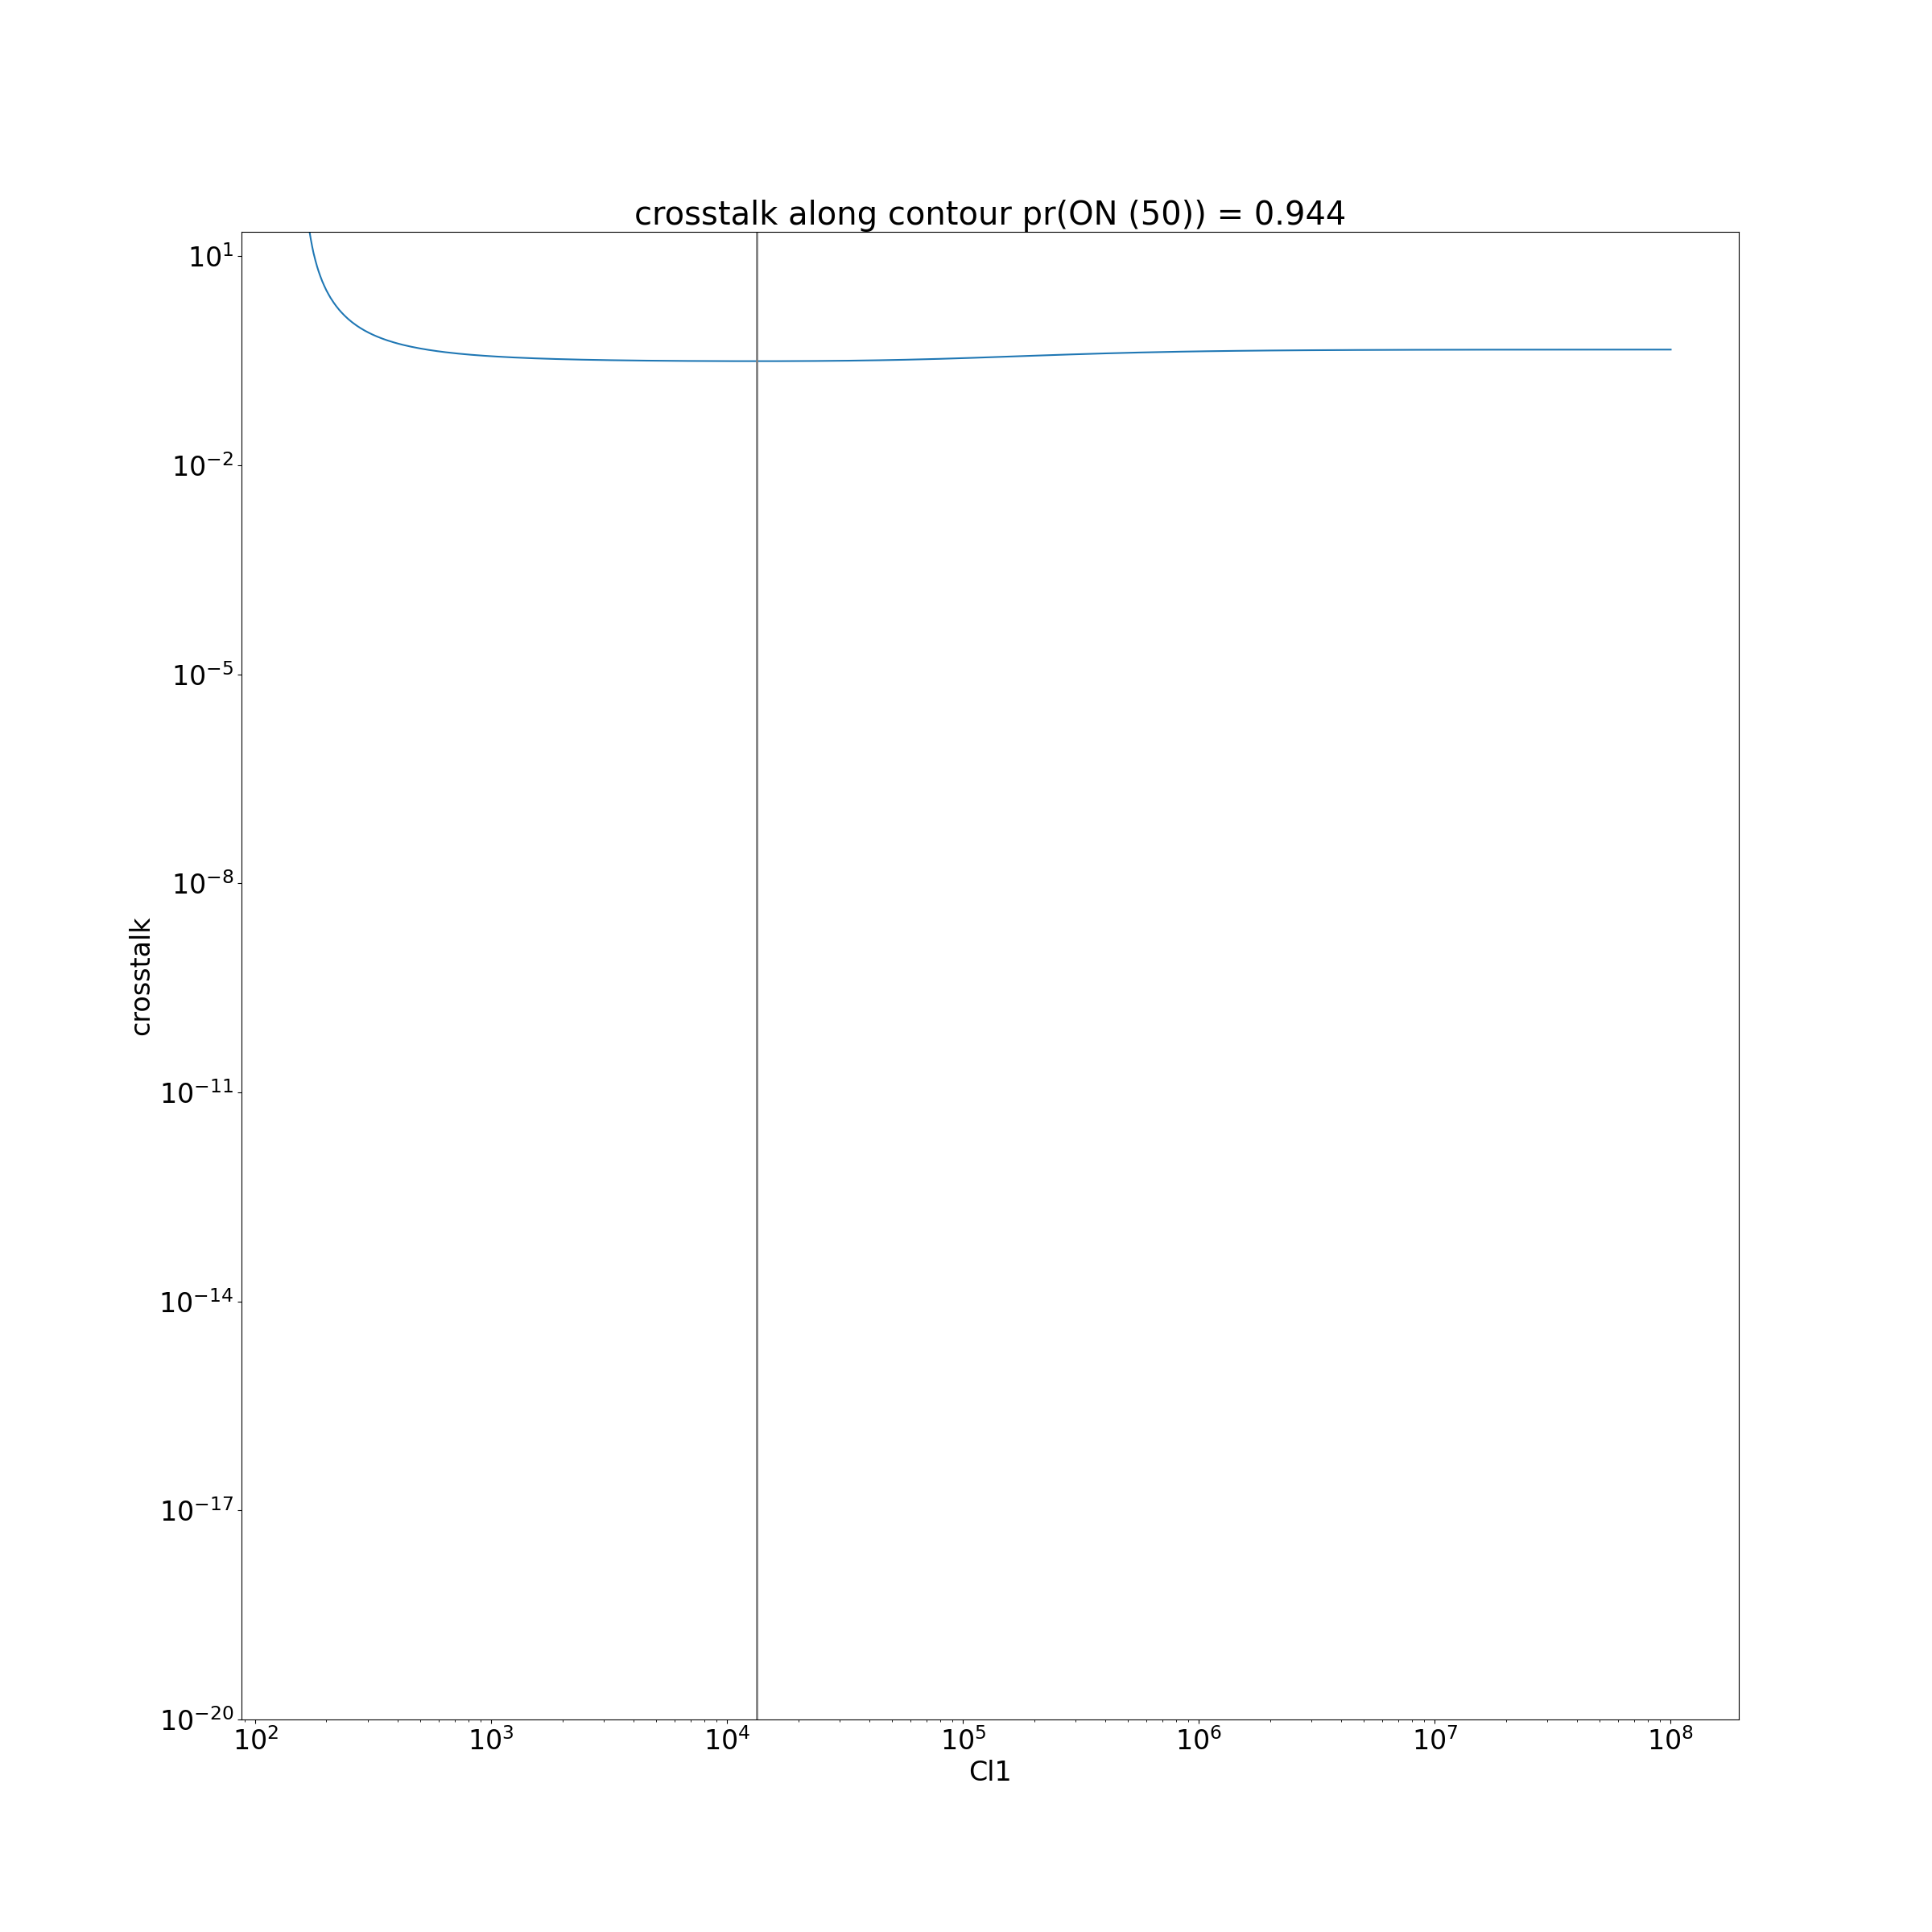 crosstalk along contour pr(ON (50)) = 0.944
10¹
10⁻²
10⁻⁵
10⁻⁸
10⁻¹¹
10⁻¹⁴
10⁻¹⁷
10⁻²⁰
crosstalk
10² 10³ 10⁴ 10⁵ 10⁶ 10⁷ 10⁸
Cl1